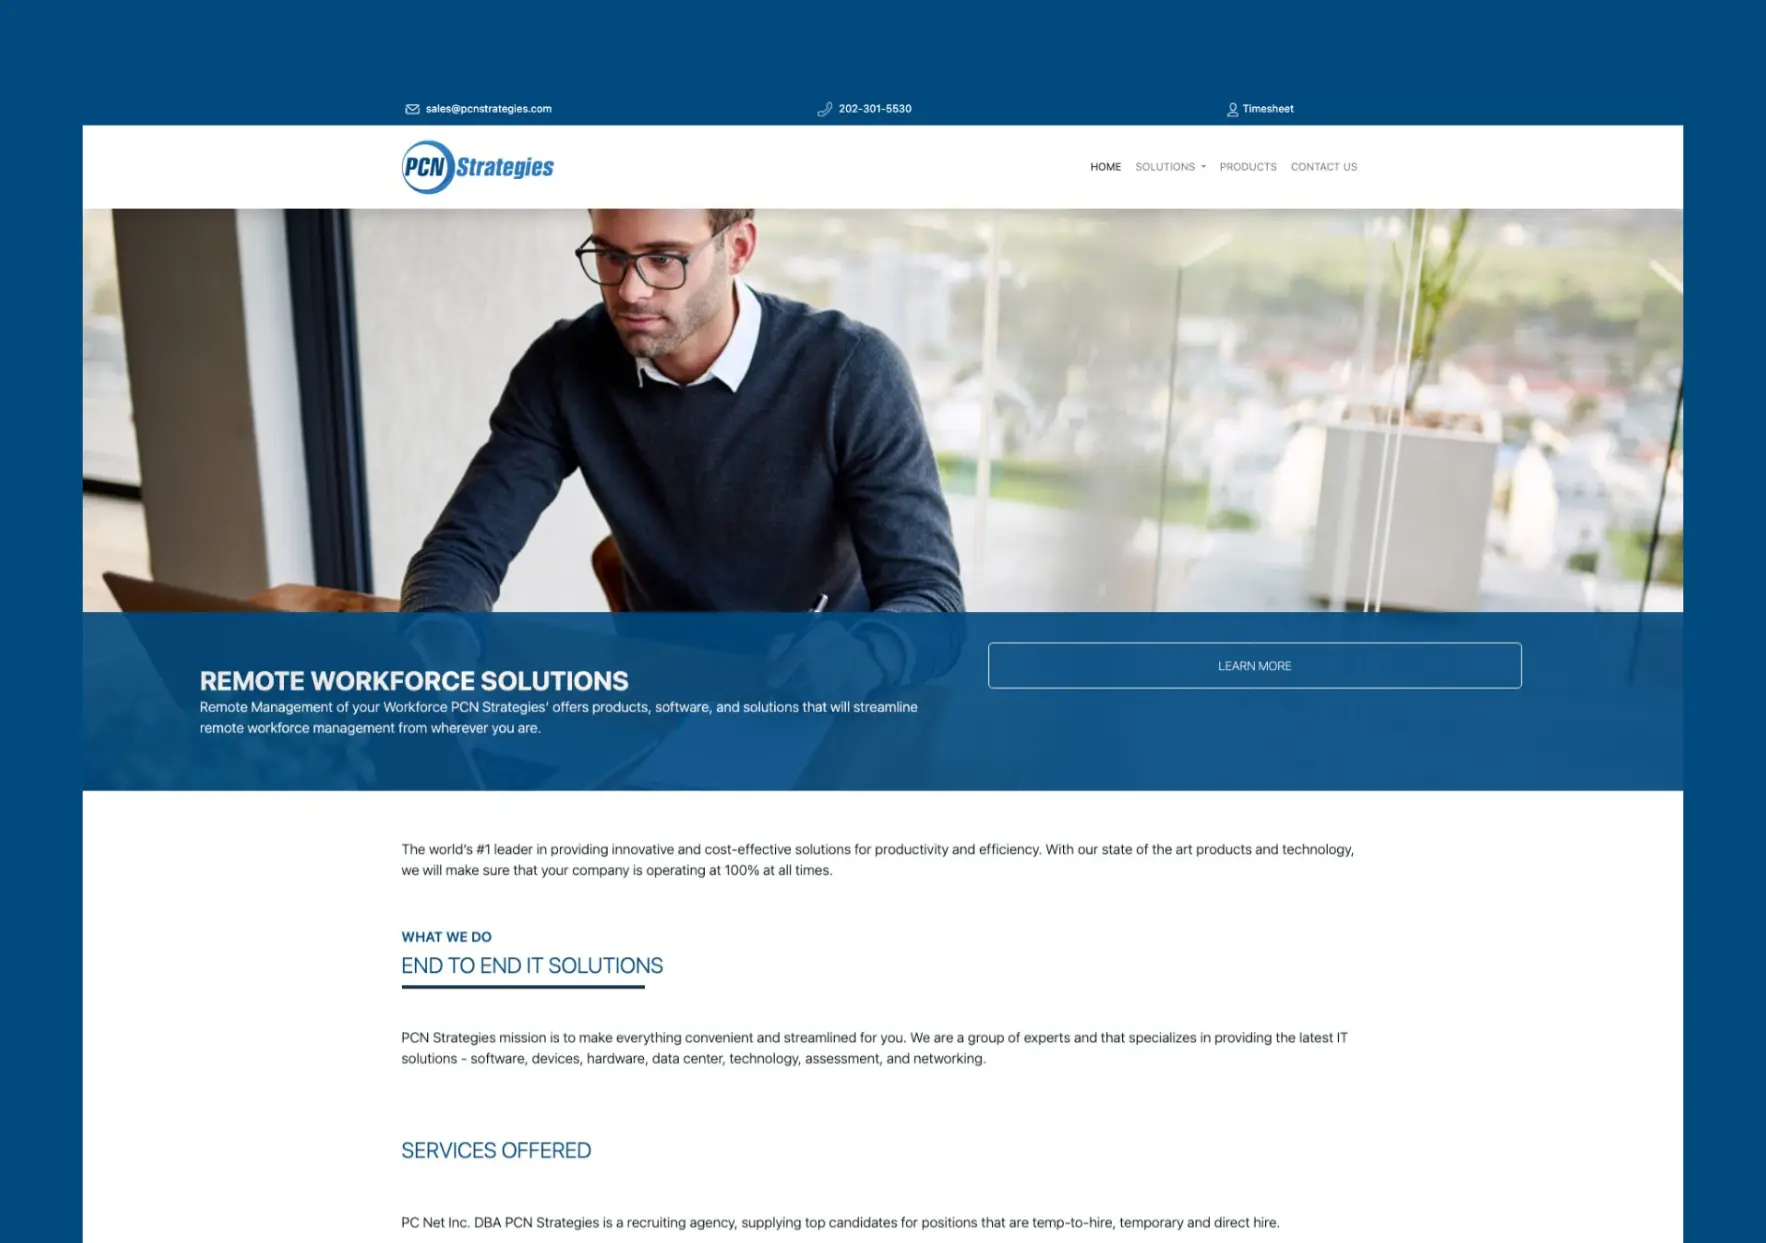 sales@pcnstrategies.com
202-301-5530
Timesheet
PCN Strategies
HOME
SOLUTIONS
PRODUCTS
CONTACT US
REMOTE WORKFORCE SOLUTIONS
Remote Management of your Workforce PCN Strategies’ offers products, software, and solutions that will streamline
remote workforce management from wherever you are.
LEARN MORE
The world’s #1 leader in providing innovative and cost-effective solutions for productivity and efficiency. With our state of the art products and technology,
we will make sure that your company is operating at 100% at all times.
WHAT WE DO
END TO END IT SOLUTIONS
PCN Strategies mission is to make everything convenient and streamlined for you. We are a group of experts and that specializes in providing the latest IT
solutions - software, devices, hardware, data center, technology, assessment, and networking.
SERVICES OFFERED
PC Net Inc. DBA PCN Strategies is a recruiting agency, supplying top candidates for positions that are temp-to-hire, temporary and direct hire.